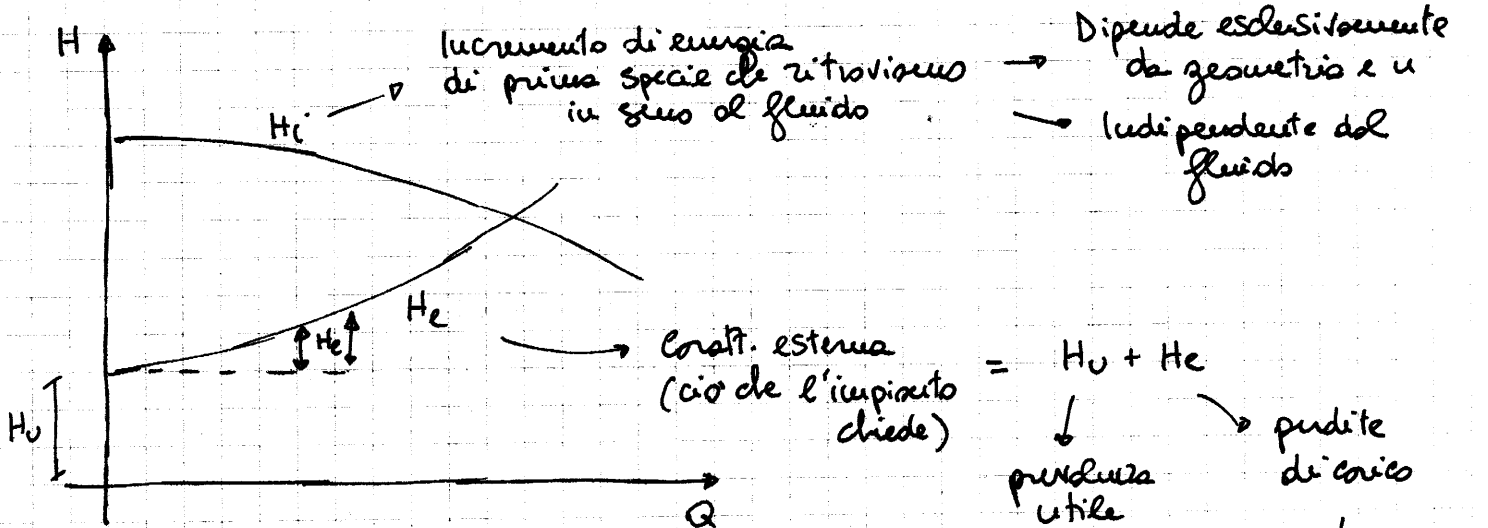 H
Incremento di energia
di prima specie che ritroviamo
in seno al fluido
Dipende esclusivamente
da geometria e u
Indipendente dal
fluido
Hi
He
He
Hu
Caratt. esterna
(ciò che l'impianto
chiede)
= Hu + He
prevalenza
utile
perdite
di carico
Q